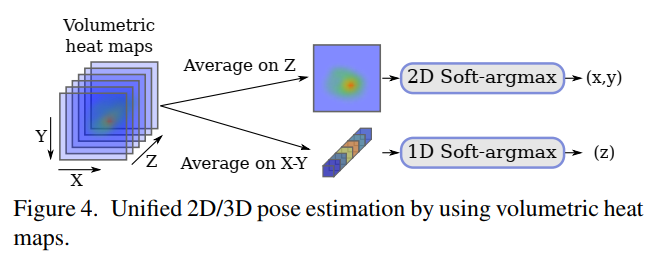 Volumetric
heat maps
Average on Z
2D Soft-argmax
(x,y)
Y
X
Z
Average on X-Y
1D Soft-argmax
(z)
Figure 4. Unified 2D/3D pose estimation by using volumetric heat
maps.